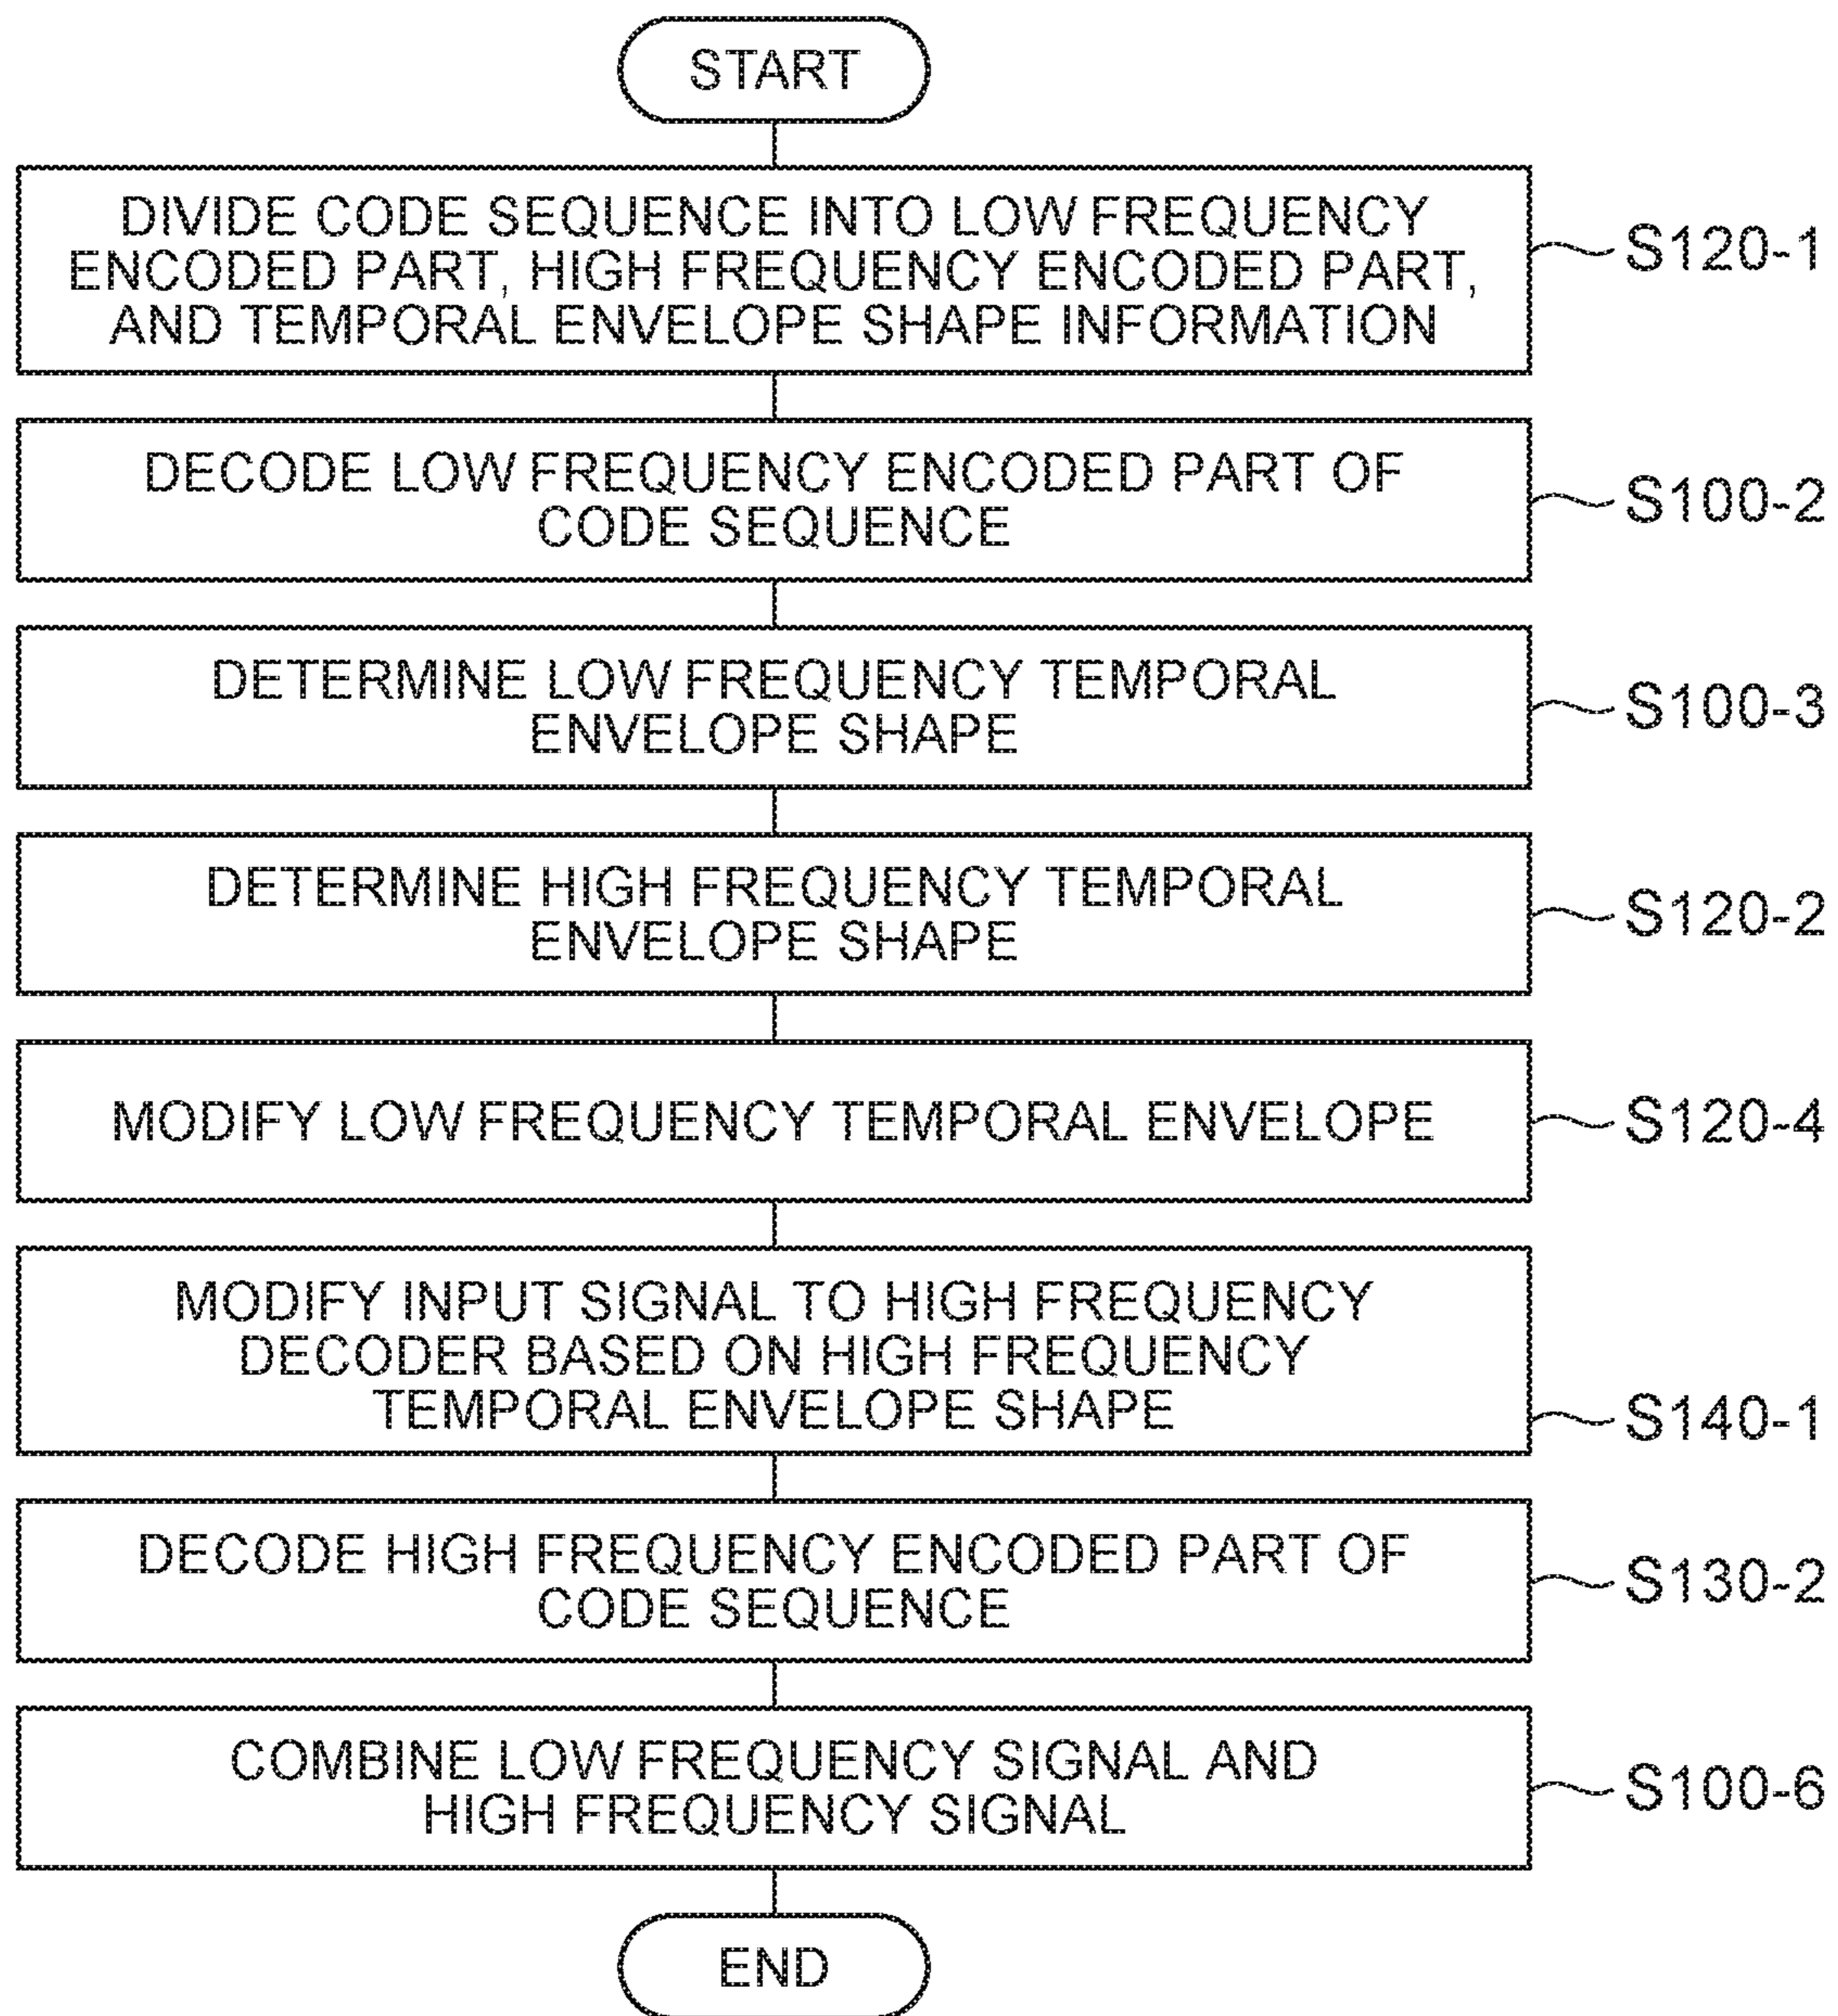 START
DIVIDE CODE SEQUENCE INTO LOW FREQUENCY
ENCODED PART, HIGH FREQUENCY ENCODED PART,
AND TEMPORAL ENVELOPE SHAPE INFORMATION
S120-1
DECODE LOW FREQUENCY ENCODED PART OF
CODE SEQUENCE
S100-2
DETERMINE LOW FREQUENCY TEMPORAL
ENVELOPE SHAPE
S100-3
DETERMINE HIGH FREQUENCY TEMPORAL
ENVELOPE SHAPE
S120-2
MODIFY LOW FREQUENCY TEMPORAL ENVELOPE
S120-4
MODIFY INPUT SIGNAL TO HIGH FREQUENCY
DECODER BASED ON HIGH FREQUENCY
TEMPORAL ENVELOPE SHAPE
S140-1
DECODE HIGH FREQUENCY ENCODED PART OF
CODE SEQUENCE
S130-2
COMBINE LOW FREQUENCY SIGNAL AND
HIGH FREQUENCY SIGNAL
S100-6
END